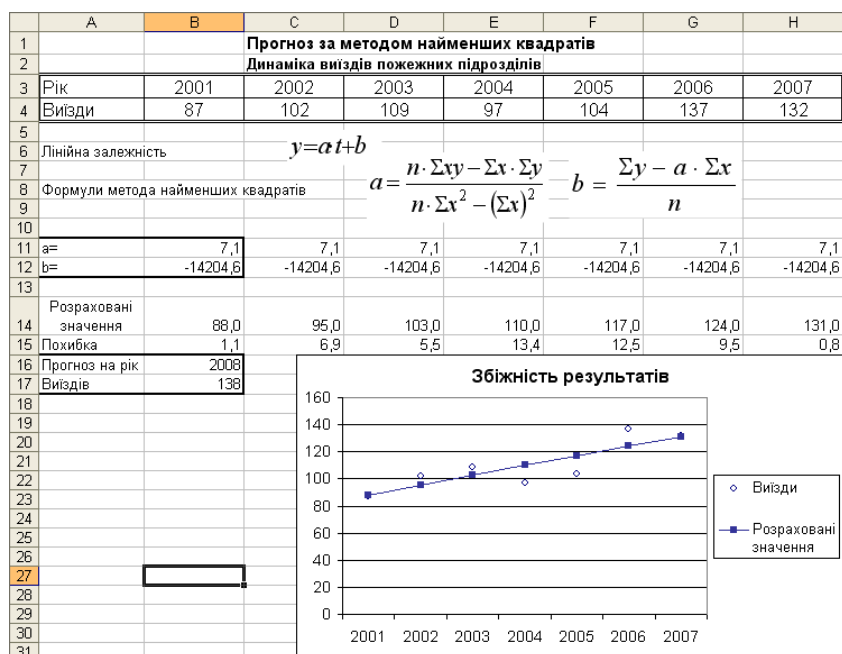 A B C D E F G H
1 Прогноз за методом найменших квадратів
2 Динаміка виїздів пожежних підрозділів
3 Рік 2001 2002 2003 2004 2005 2006 2007
4 Виїзди 87 102 109 97 104 137 132
5
6 Лінійна залежність y=a·t+b
7
8 Формули метода найменших квадратів a = (n·Σxy − Σx·Σy) / (n·Σx² − (Σx)²) b = (Σy − a · Σx) / n
9
10
11 a= 7,1 7,1 7,1 7,1 7,1 7,1 7,1
12 b= -14204,6 -14204,6 -14204,6 -14204,6 -14204,6 -14204,6 -14204,6
13
Розраховані
14 значення 88,0 95,0 103,0 110,0 117,0 124,0 131,0
15 Похибка 1,1 6,9 5,5 13,4 12,5 9,5 0,8
16 Прогноз на рік 2008
17 Виїздів 138
18
19
20
21
22
23
24
25
26
27
28
29
30
31
Збіжність результатів
160
140
120
100
80
60
40
20
0
2001 2002 2003 2004 2005 2006 2007
Виїзди
Розраховані
значення